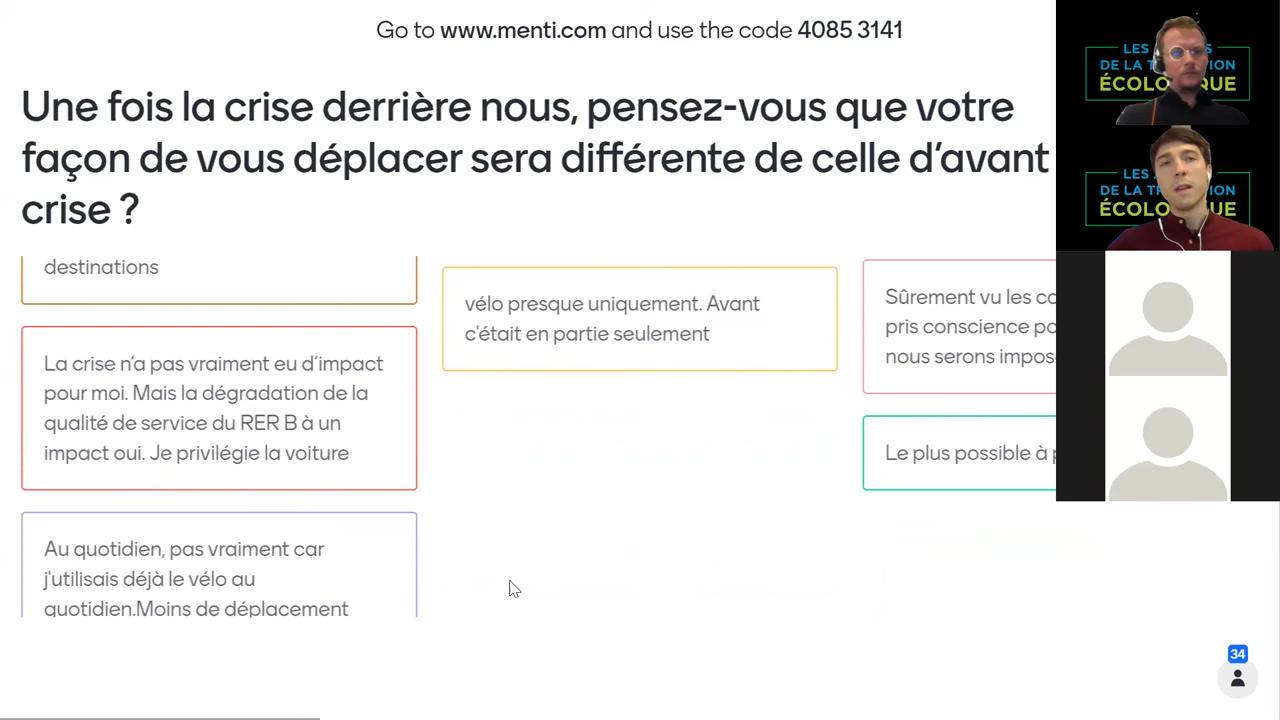 Go to www.menti.com and use the code 4085 3141
Une fois la crise derrière nous, pensez-vous que votre
façon de vous déplacer sera différente de celle d’avant
crise ?
destinations
La crise n’a pas vraiment eu d’impact
pour moi. Mais la dégradation de la
qualité de service du RER B à un
impact oui. Je privilégie la voiture
Au quotidien, pas vraiment car
j'utilisais déjà le vélo au
quotidien.Moins de déplacement
vélo presque uniquement. Avant
c'était en partie seulement
Sûrement vu les
pris conscience
nous serons
Le plus possible à
LES
DE LA
ÉCOLOGIQUE
LES
DE LA
34